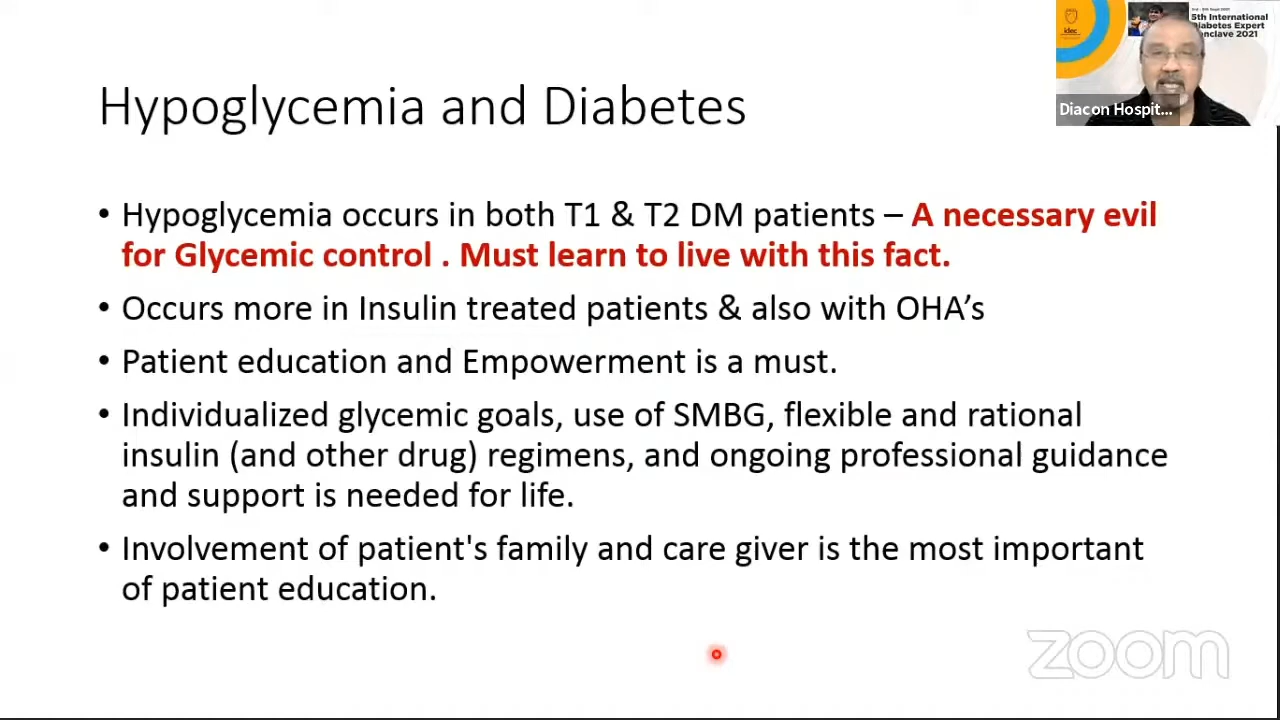 5th International
Diabetes Expert
Conclave 2021
idec
Diacon Hospit...
Hypoglycemia and Diabetes
• Hypoglycemia occurs in both T1 & T2 DM patients – A necessary evil
for Glycemic control . Must learn to live with this fact.
• Occurs more in Insulin treated patients & also with OHA’s
• Patient education and Empowerment is a must.
• Individualized glycemic goals, use of SMBG, flexible and rational
insulin (and other drug) regimens, and ongoing professional guidance
and support is needed for life.
• Involvement of patient's family and care giver is the most important
of patient education.
zoom